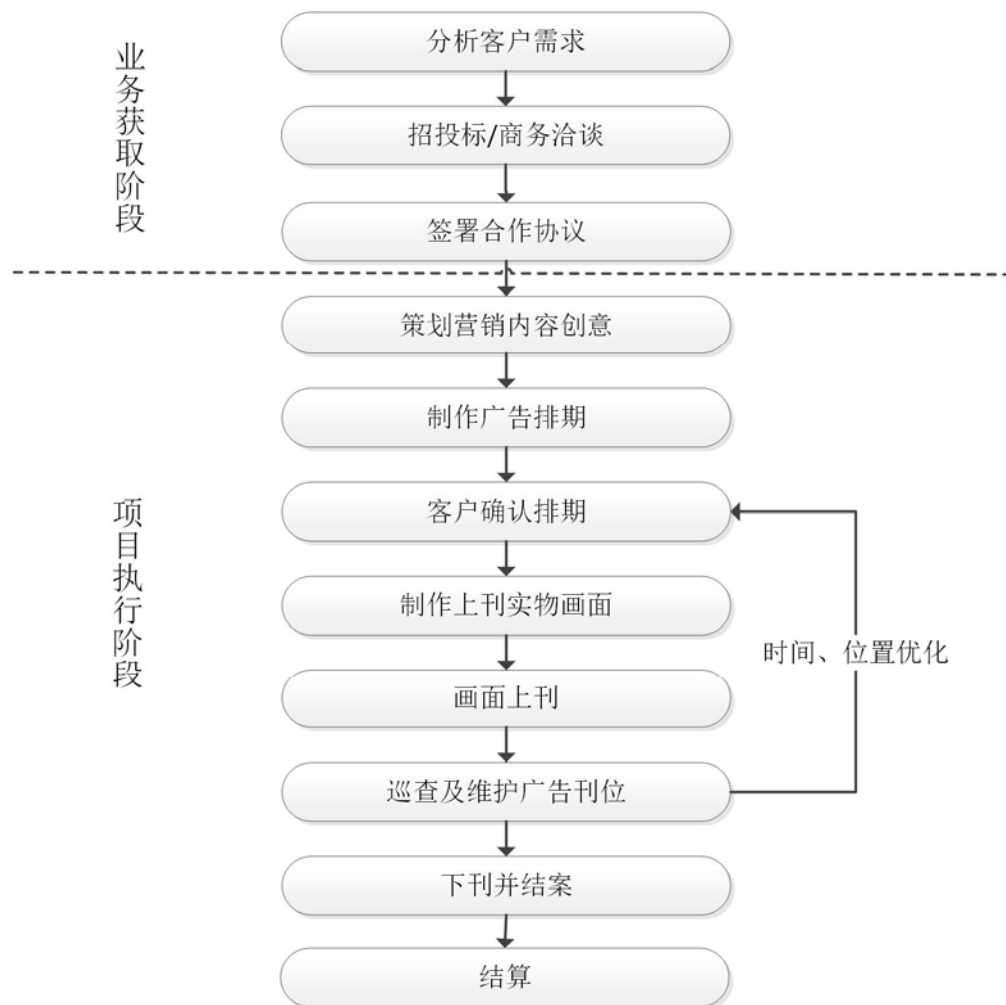 业务获取阶段
分析客户需求
招投标/商务洽谈
签署合作协议
项目执行阶段
策划营销内容创意
制作广告排期
客户确认排期
制作上刊实物画面
时间、位置优化
画面上刊
巡查及维护广告刊位
下刊并结案
结算